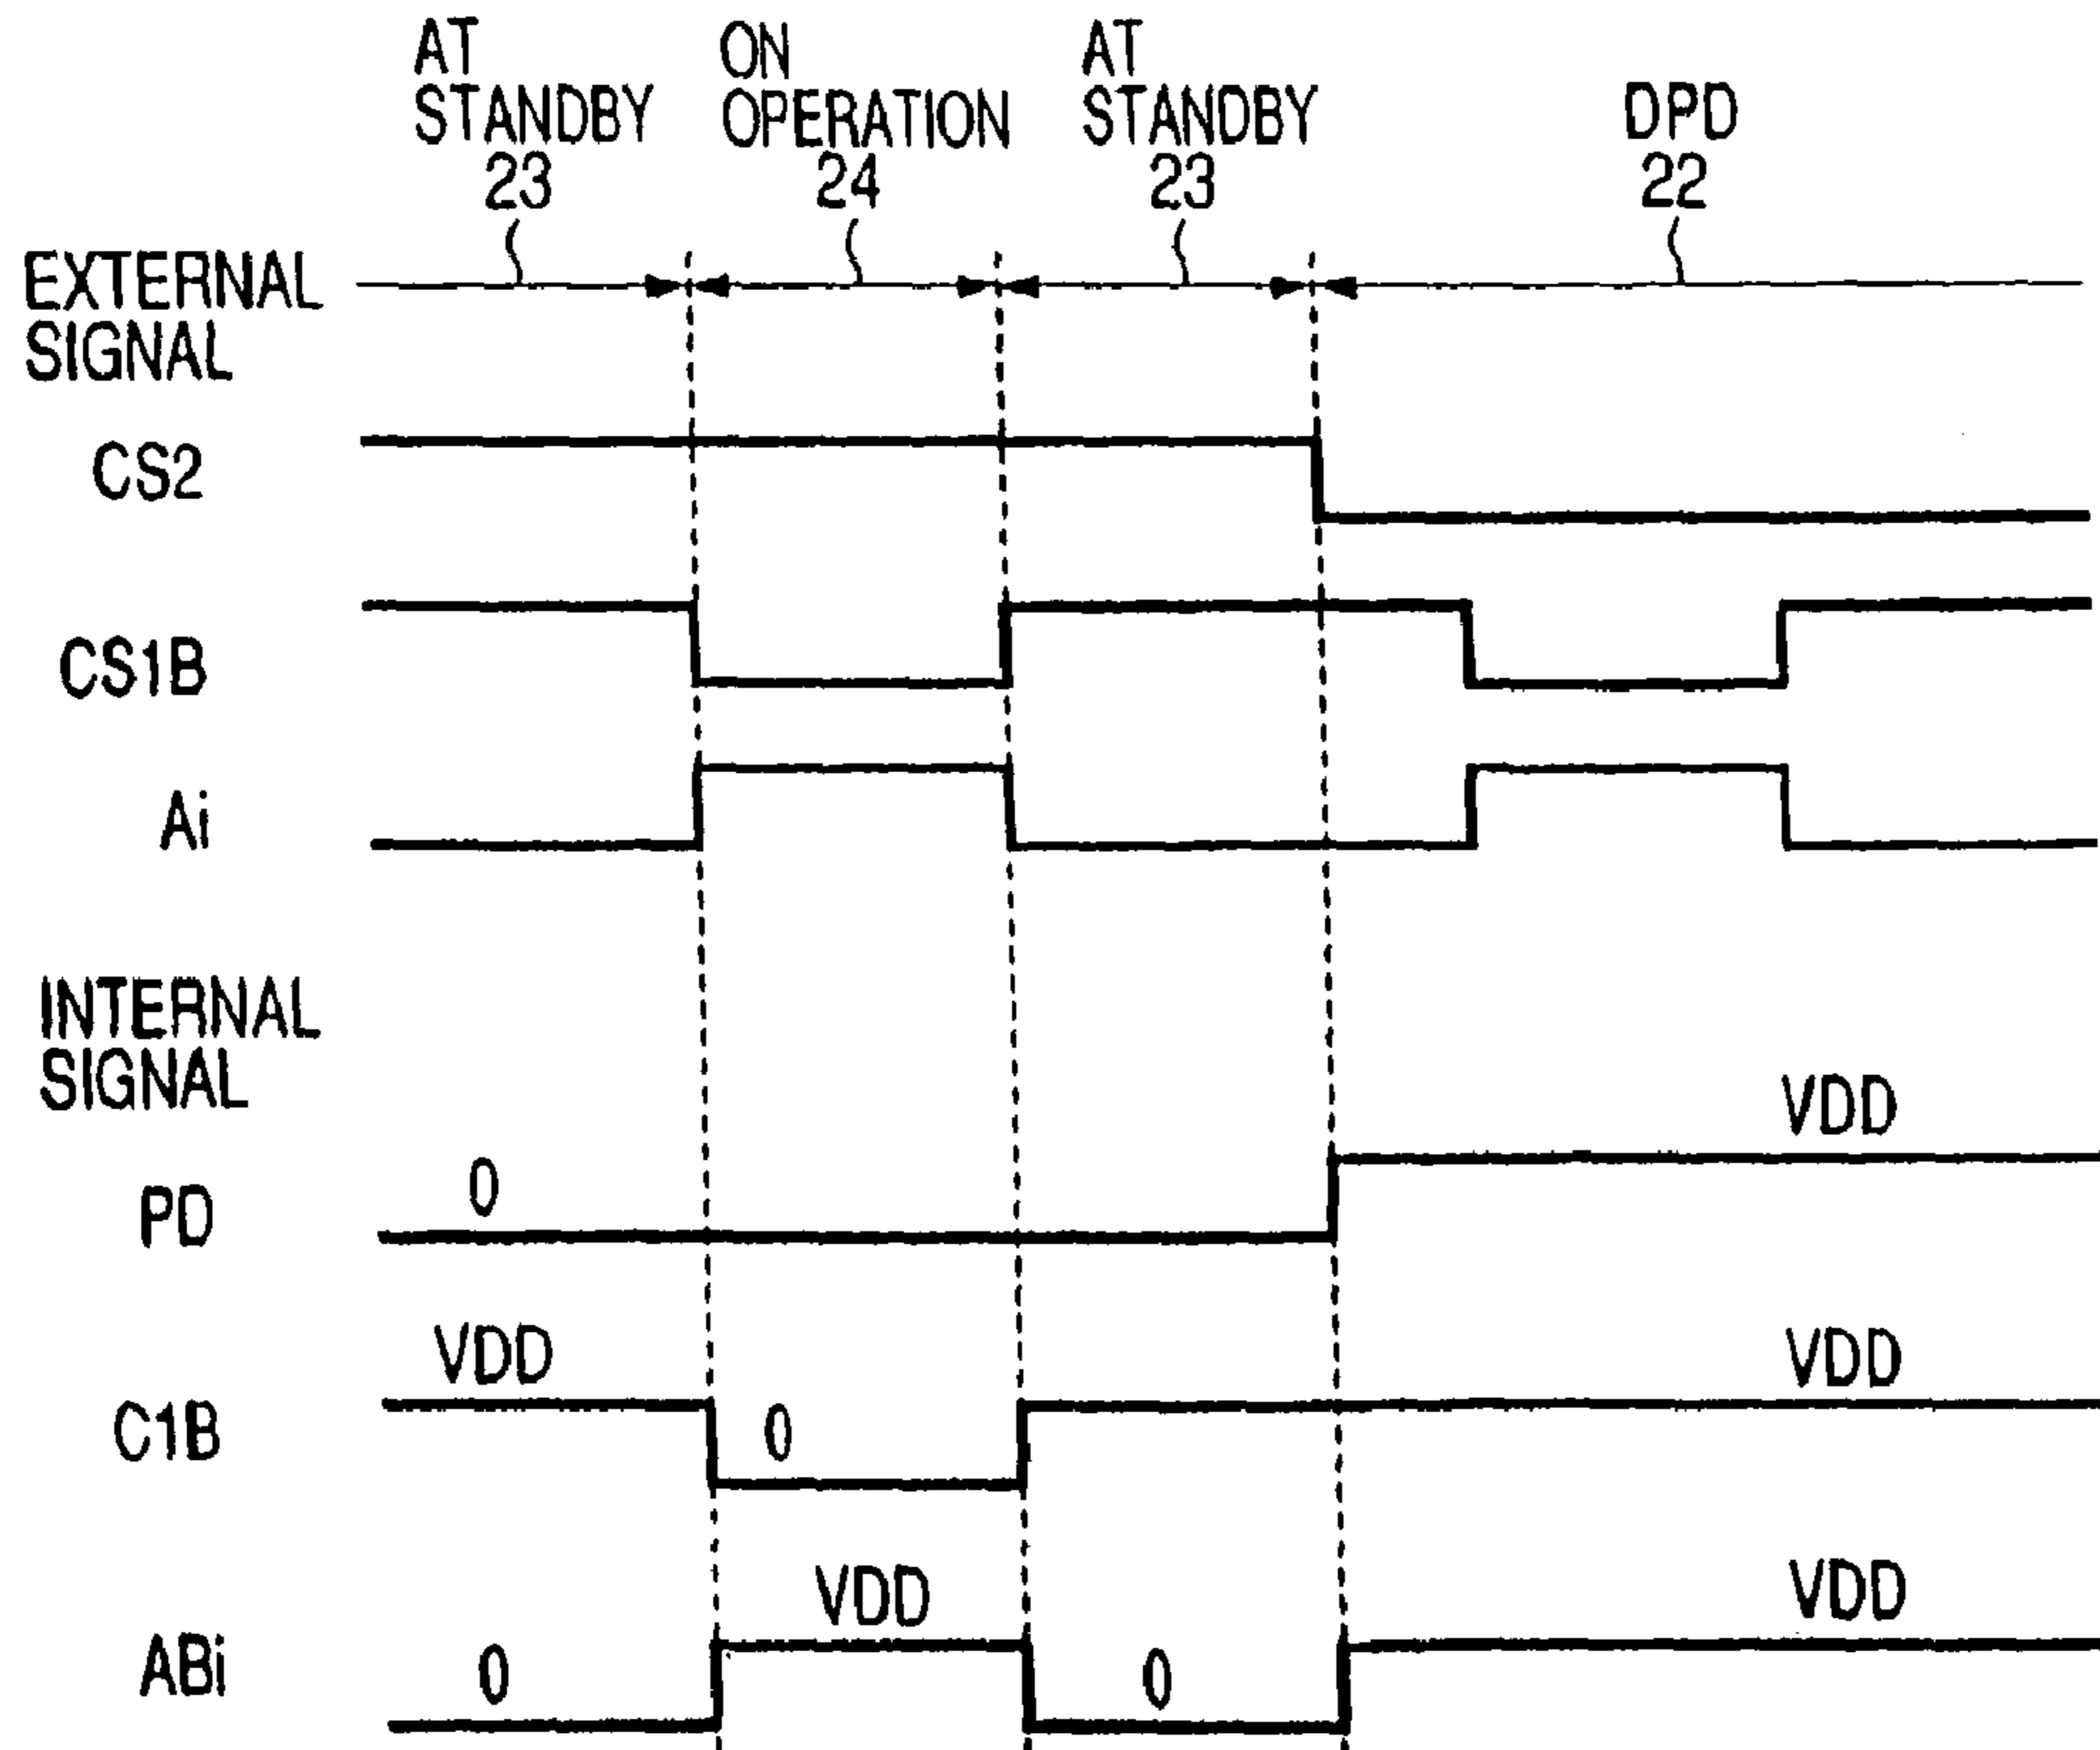 AT
STANDBY
23
ON
OPERATION
24
AT
STANDBY
23
DPD
22
EXTERNAL
SIGNAL
CS2
CS1B
Ai
INTERNAL
SIGNAL
PD
0
VDD
C1B
VDD
0
VDD
ABi
0
VDD
0
VDD